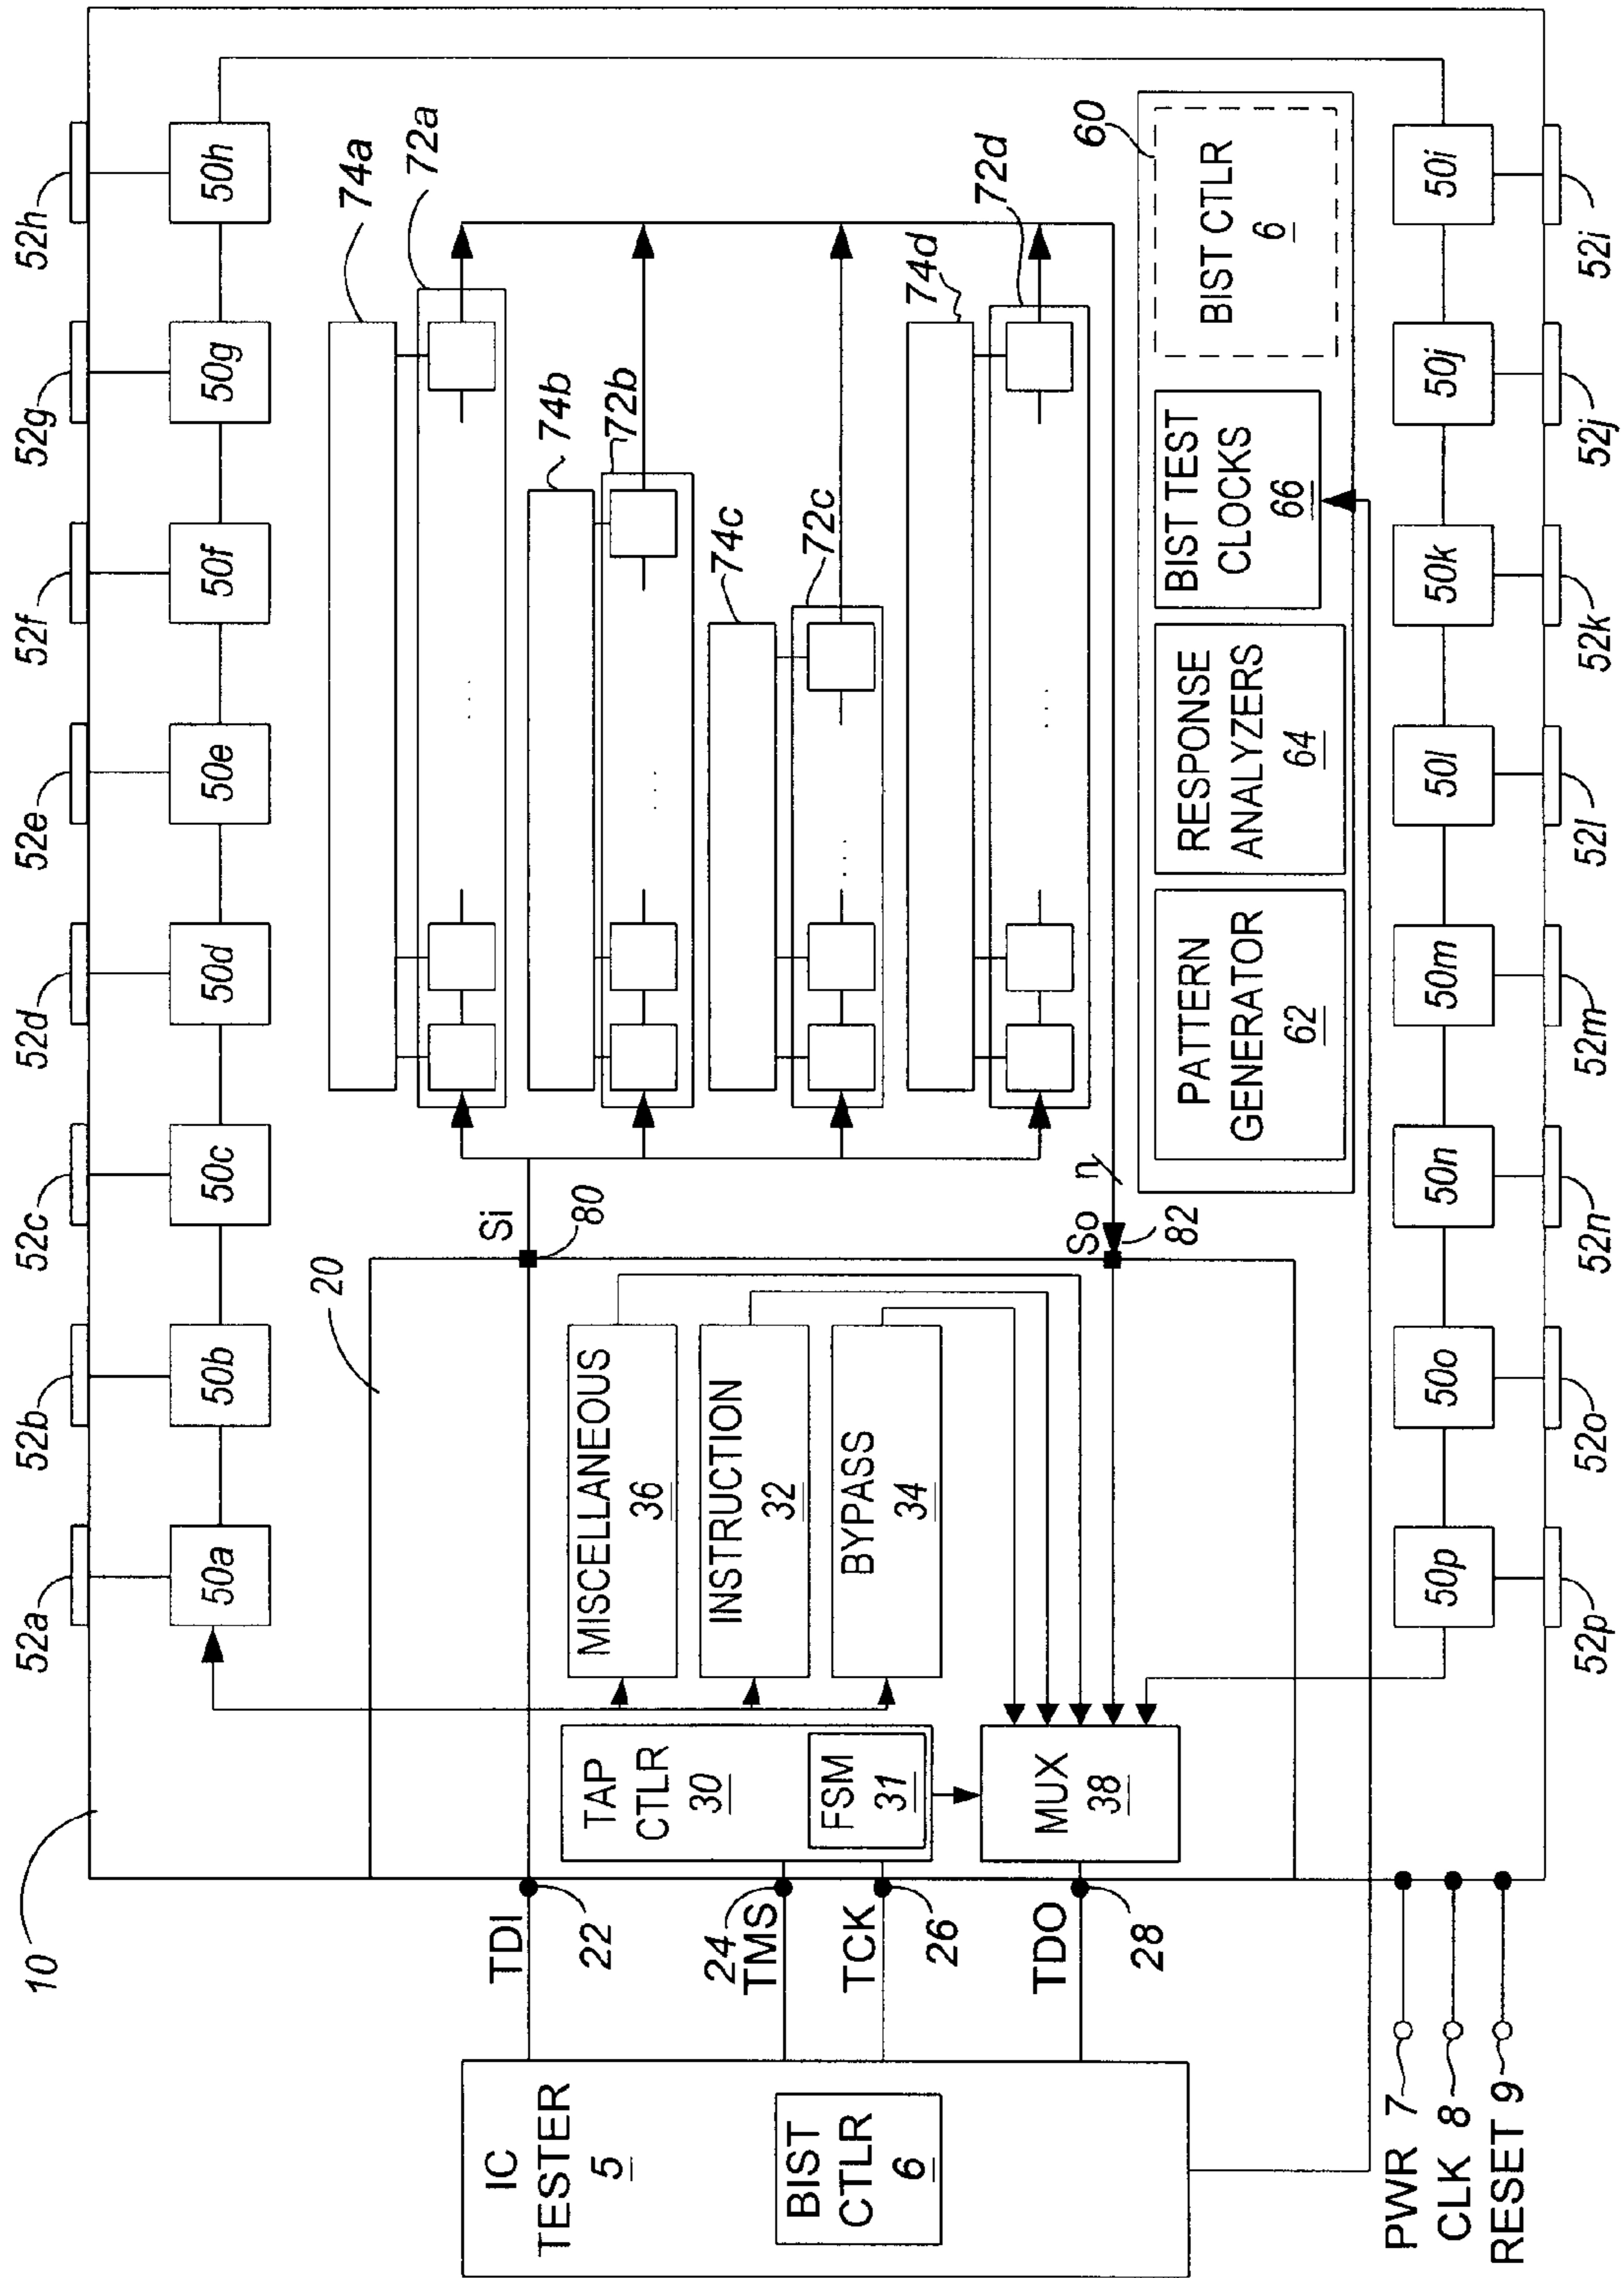 52a
52b
52c
52d
52e
52f
52g
52h
50a
50b
50c
50d
50e
50f
50g
50h
10
20
74a
72a
74b
72b
74c
72c
74d
72d
60
IC
TESTER
5
BIST
CTLR
6
TDI
22
24
TMS
TCK
26
TDO
28
TAP
CTLR
30
FSM
31
MUX
38
MISCELLANEOUS
36
INSTRUCTION
32
BYPASS
34
Si
80
So
82
n
...
...
...
...
PATTERN
GENERATOR
62
RESPONSE
ANALYZERS
64
BIST TEST
CLOCKS
66
BIST CTLR
6
50p
50o
50n
50m
50l
50k
50j
50i
52p
52o
52n
52m
52l
52k
52j
52i
PWR 7
CLK 8
RESET 9